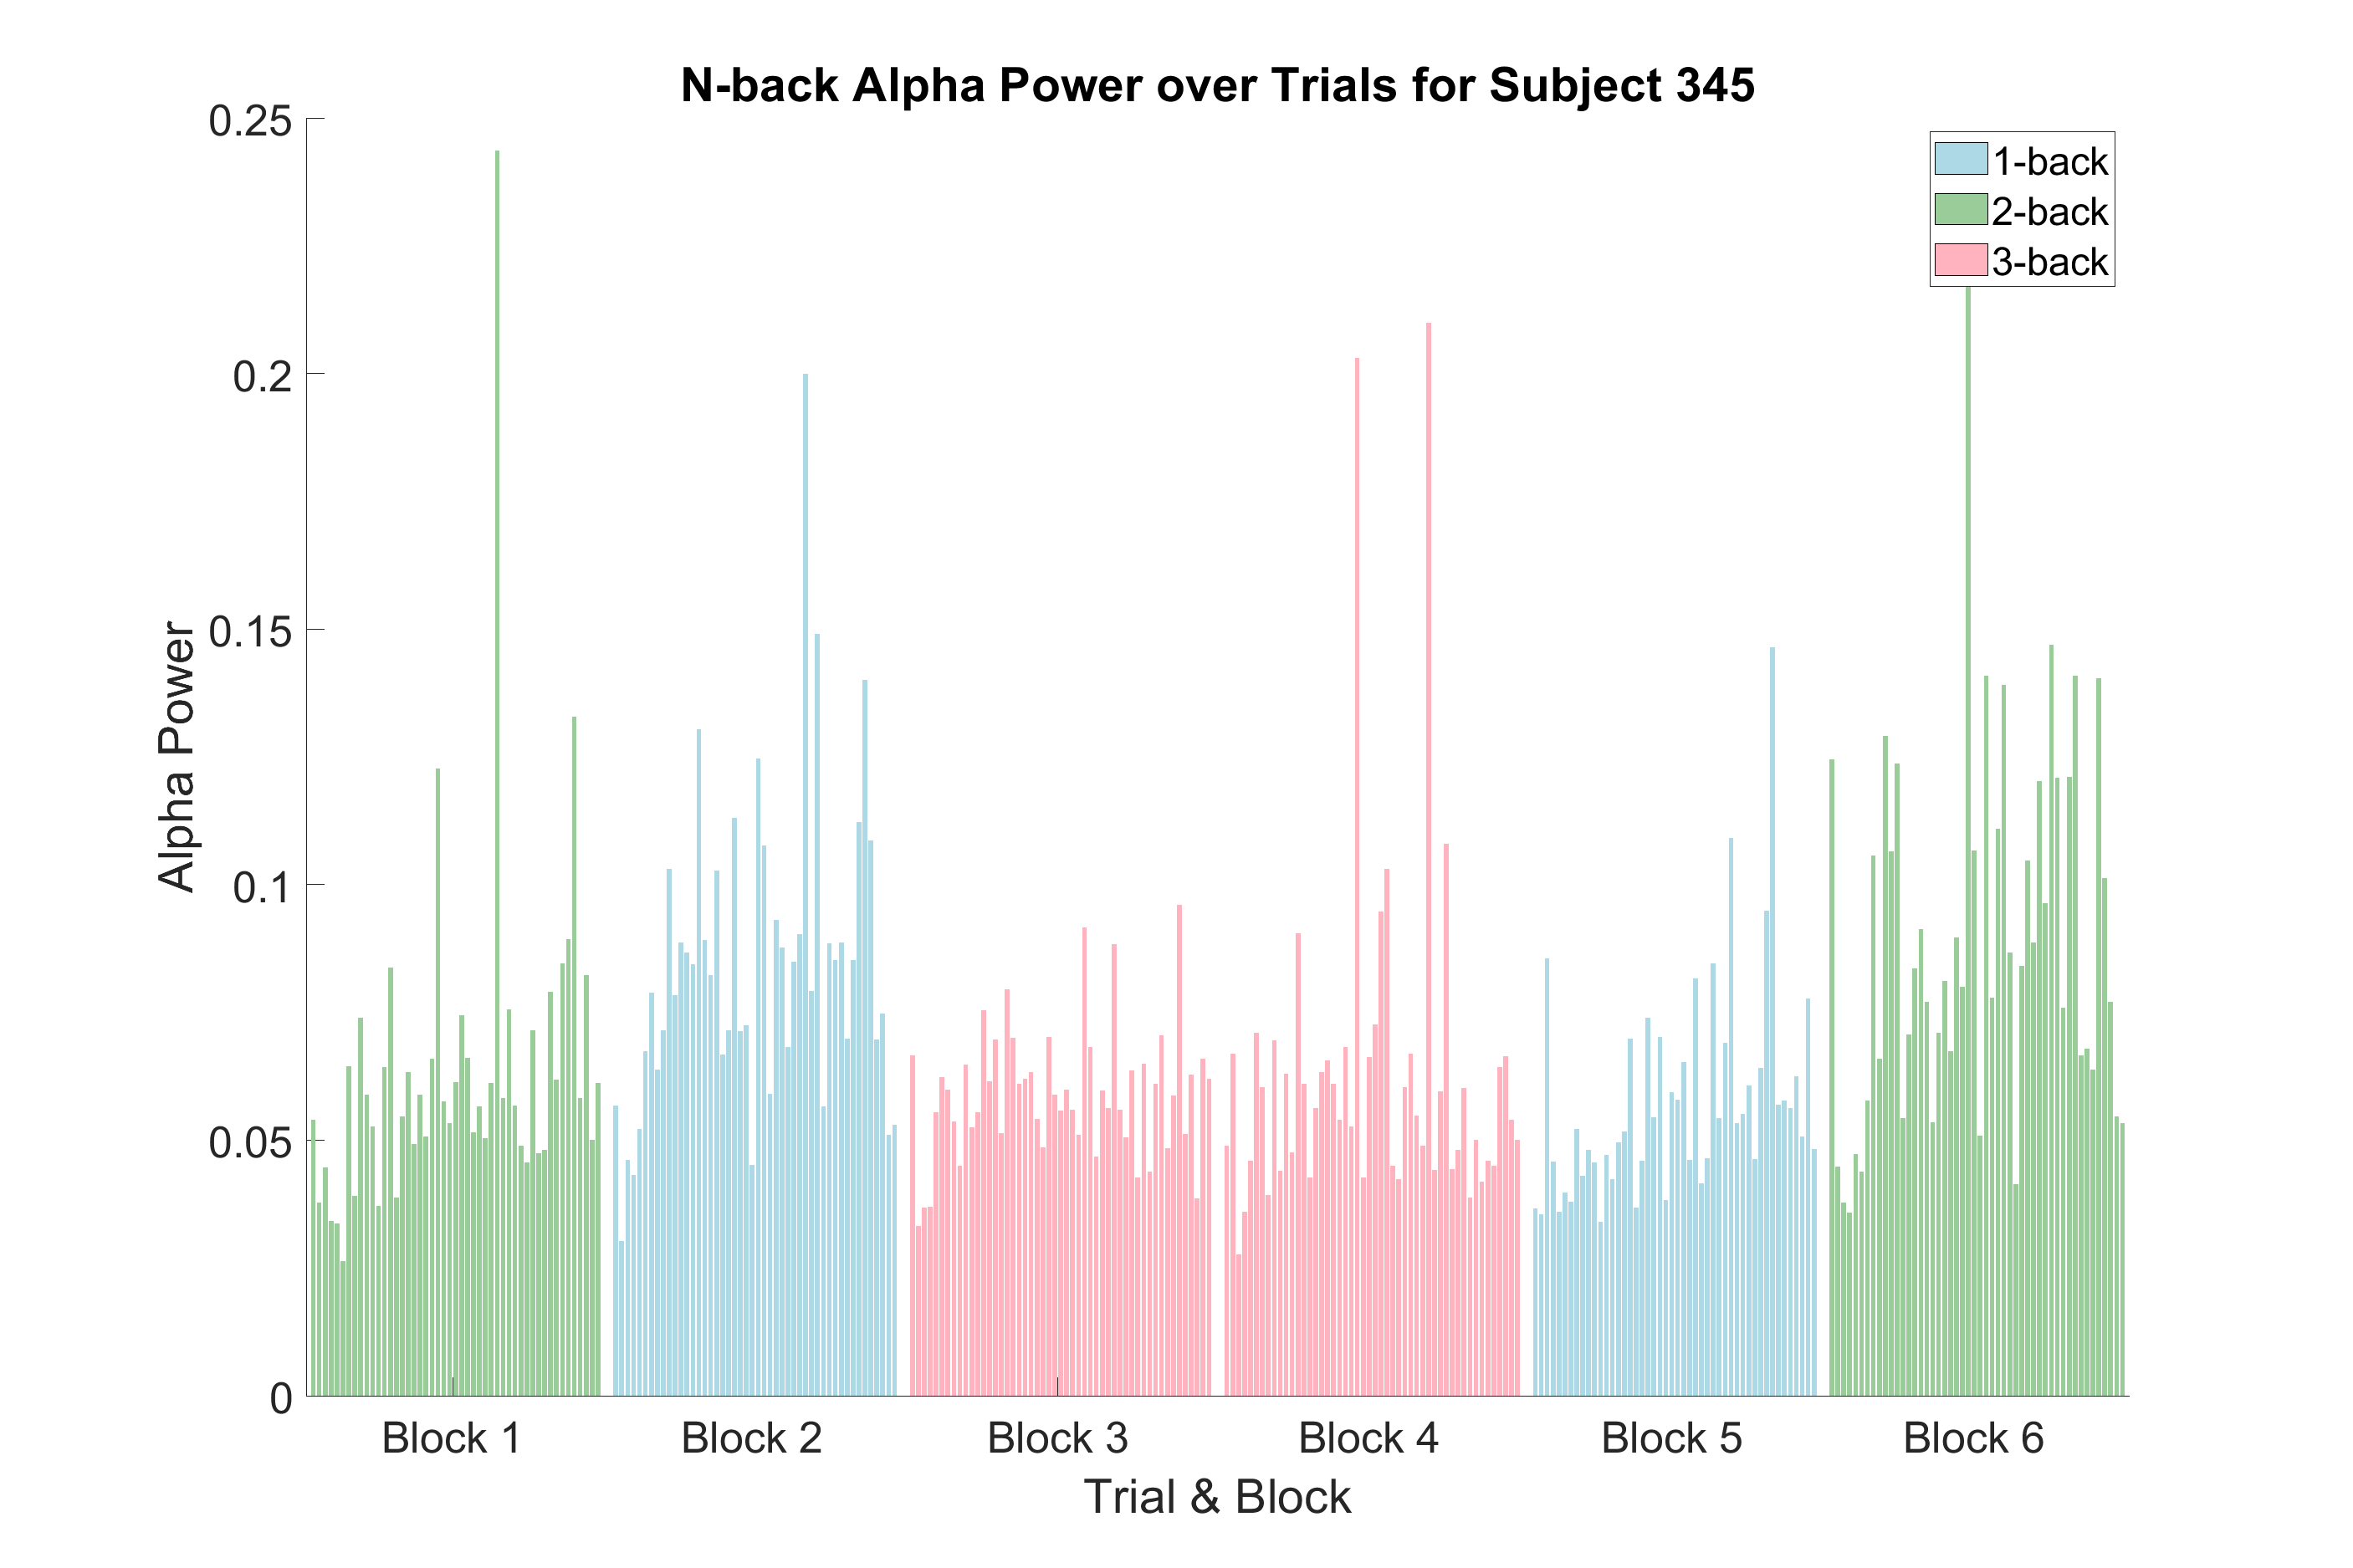 N-back Alpha Power over Trials for Subject 345
0.25
0.2
0.15
0.1
0.05
0
Alpha Power
1-back
2-back
3-back
Block 1
Block 2
Block 3
Block 4
Block 5
Block 6
Trial & Block